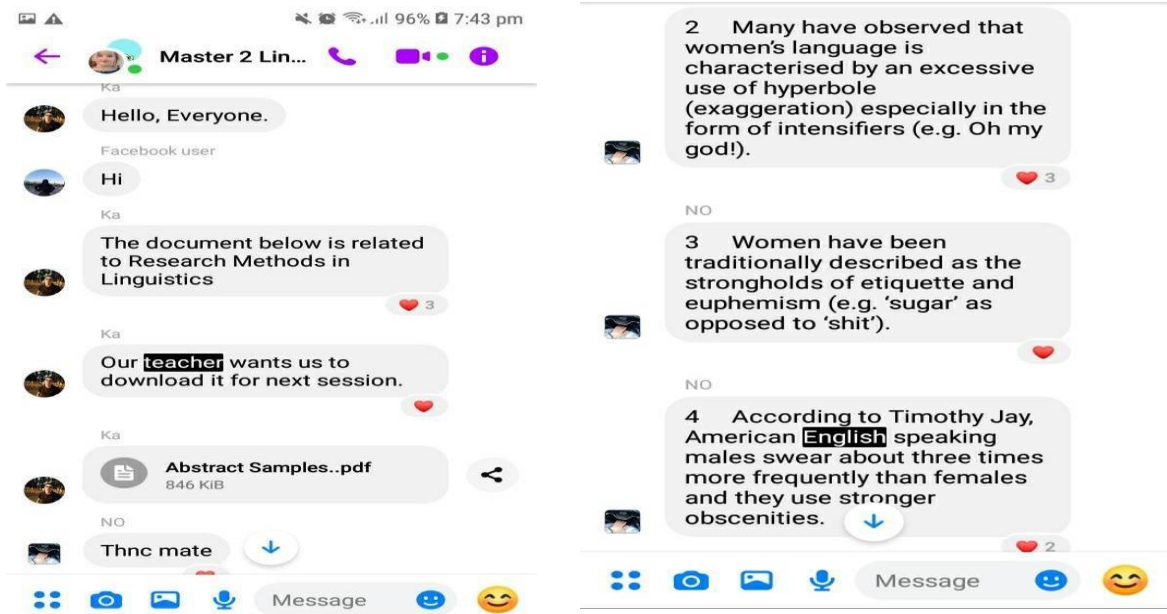 96% 7:43 pm
Master 2 Lin...
Ka
Hello, Everyone.
Facebook user
Hi
Ka
The document below is related
to Research Methods in
Linguistics
3
Ka
Our teacher wants us to
download it for next session.
Ka
Abstract Samples..pdf
846 KiB
NO
Thnc mate
Message
2 Many have observed that
women's language is
characterised by an excessive
use of hyperbole
(exaggeration) especially in the
form of intensifiers (e.g. Oh my
god!).
3
NO
3 Women have been
traditionally described as the
strongholds of etiquette and
euphemism (e.g. 'sugar' as
opposed to 'shit').
NO
4 According to Timothy Jay,
American English speaking
males swear about three times
more frequently than females
and they use stronger
obscenities.
2
Message